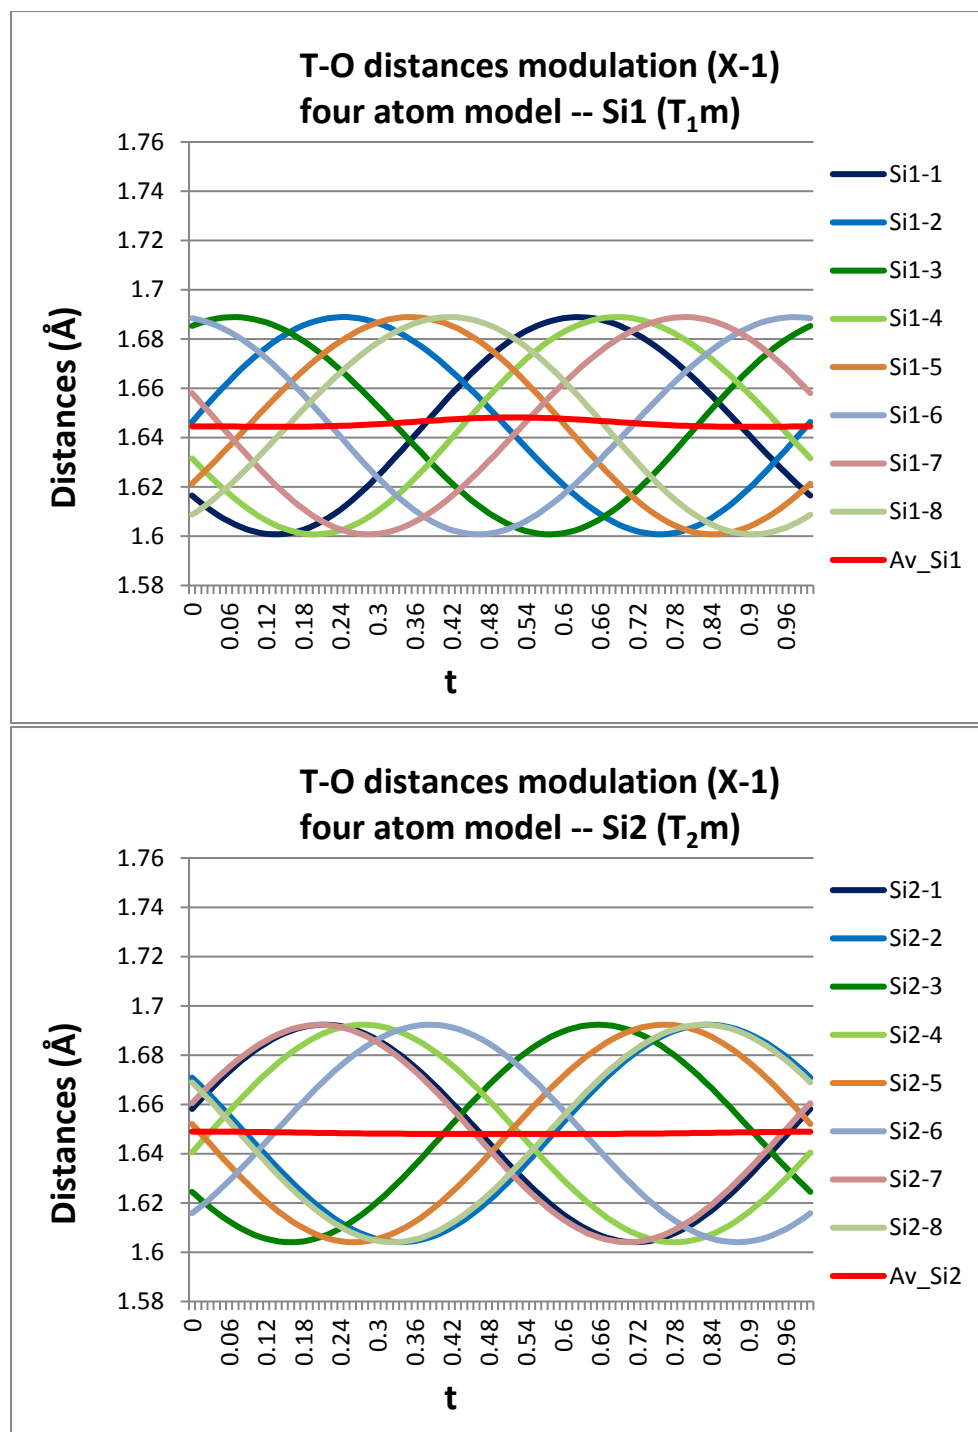 T-O distances modulation (X-1)
four atom model -- Si1 (T₁m)
Distances (Å)
1.76
1.74
1.72
1.7
1.68
1.66
1.64
1.62
1.6
1.58
0
0.06
0.12
0.18
0.24
0.3
0.36
0.42
0.48
0.54
0.6
0.66
0.72
0.78
0.84
0.9
0.96
t
Si1-1
Si1-2
Si1-3
Si1-4
Si1-5
Si1-6
Si1-7
Si1-8
Av_Si1
T-O distances modulation (X-1)
four atom model -- Si2 (T₂m)
Distances (Å)
1.76
1.74
1.72
1.7
1.68
1.66
1.64
1.62
1.6
1.58
0
0.06
0.12
0.18
0.24
0.3
0.36
0.42
0.48
0.54
0.6
0.66
0.72
0.78
0.84
0.9
0.96
t
Si2-1
Si2-2
Si2-3
Si2-4
Si2-5
Si2-6
Si2-7
Si2-8
Av_Si2